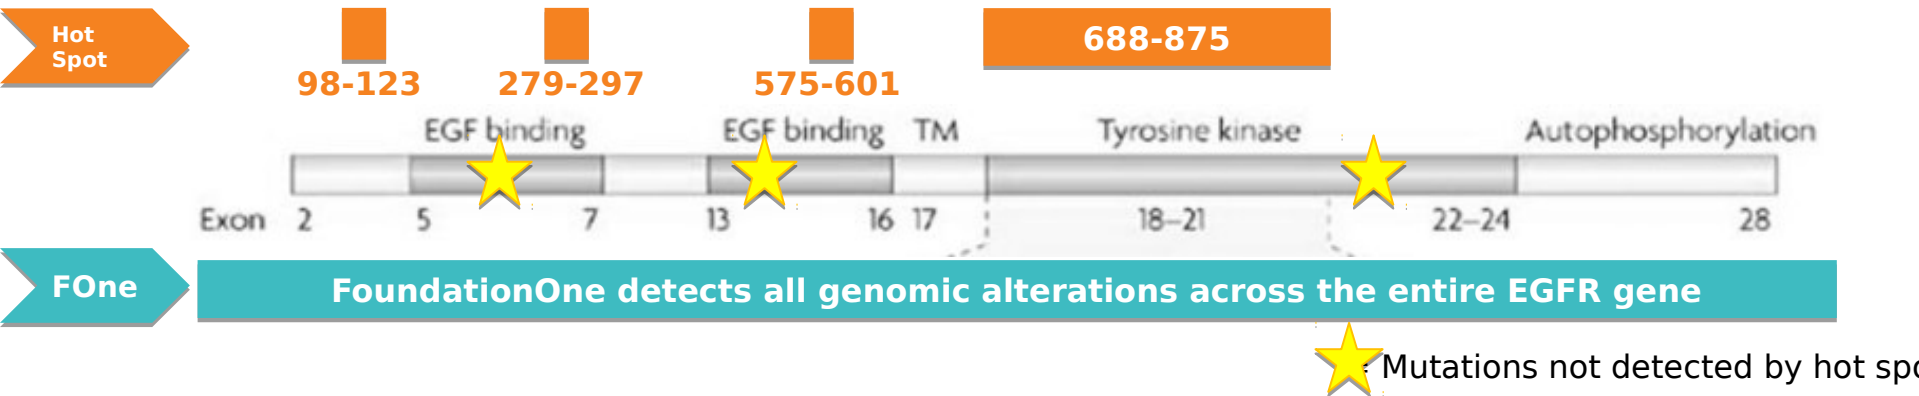 Hot
Spot
688-875
98-123 279-297 575-601
EGF binding EGF binding TM Tyrosine kinase Autophosphorylation
Exon 2 5 7 13 16 17 18–21 22–24 28
FOne
FoundationOne detects all genomic alterations across the entire EGFR gene
Mutations not detected by hot